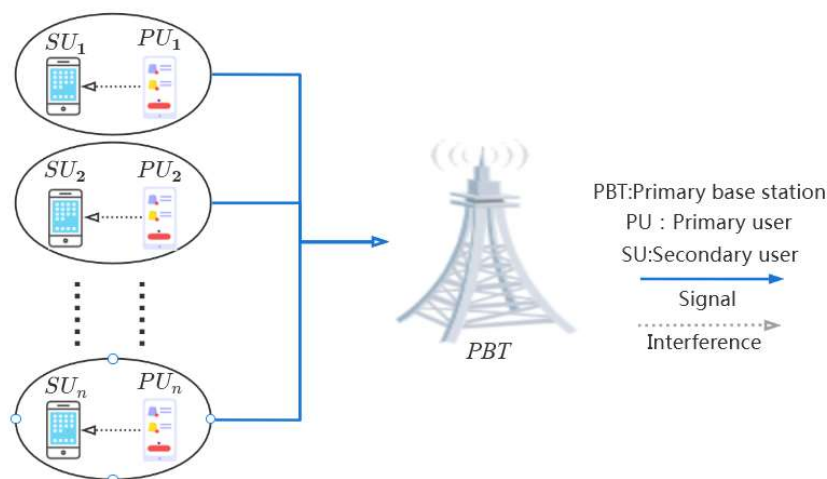 SU₁ PU₁
SU₂ PU₂
SUₙ PUₙ
PBT
PBT:Primary base station
PU：Primary user
SU:Secondary user
Signal
Interference